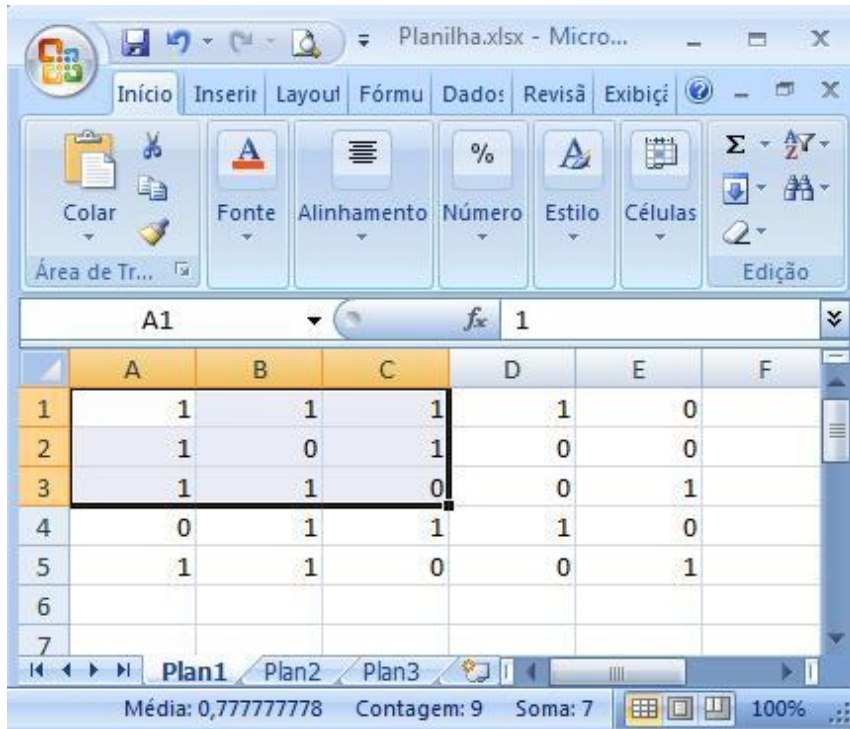 Planilha.xlsx - Micro...
Início Inserir Layout Fórmu Dados Revisã Exibiçã
Colar Fonte Alinhamento Número Estilo Células
Área de Tr... Edição
A1 fx 1
A B C D E F
1 1 1 1 1 0
2 1 0 1 0 0
3 1 1 0 0 1
4 0 1 1 1 0
5 1 1 0 0 1
6
7
Plan1 Plan2 Plan3
Média: 0,777777778 Contagem: 9 Soma: 7 100%